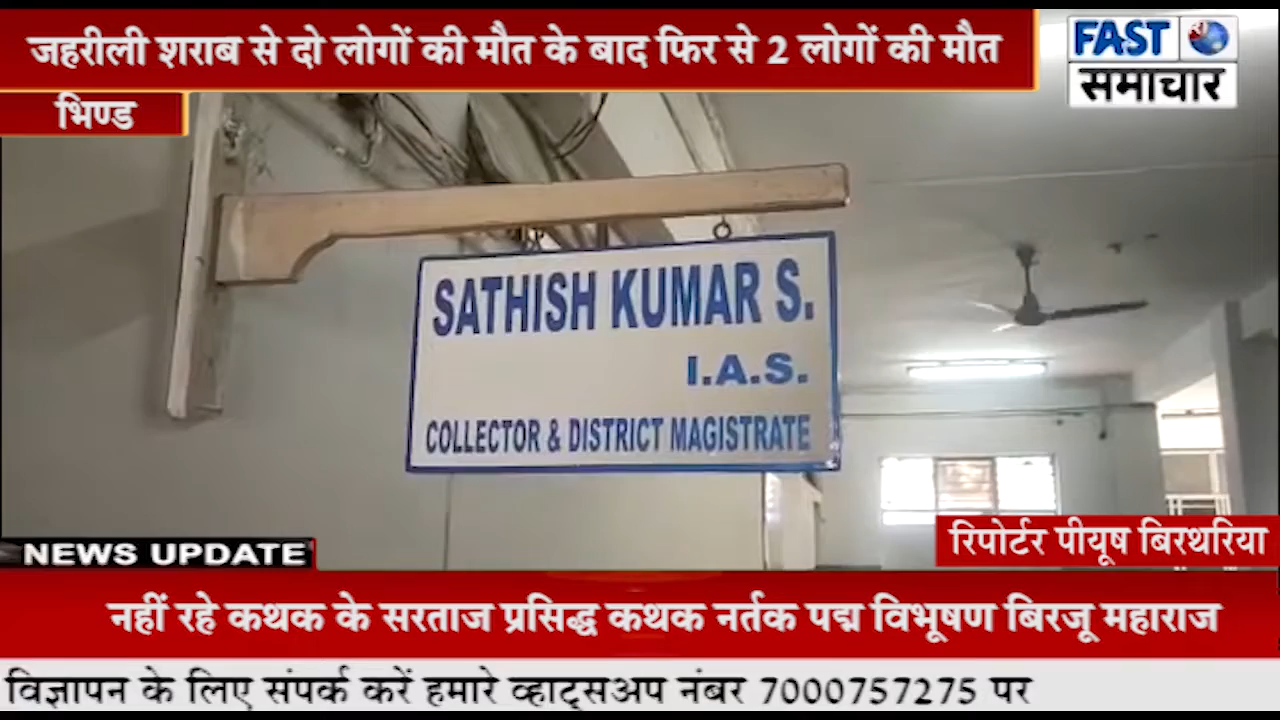 जहरीली शराब से दो लोगों की मौत के बाद फिर से 2 लोगों की मौत
FAST
समाचार
भिण्ड
SATHISH KUMAR S.
I.A.S.
COLLECTOR & DISTRICT MAGISTRATE
रिपोर्टर पीयूष बिरथरिया
NEWS UPDATE
नहीं रहे कथक के सरताज प्रसिद्ध कथक नर्तक पद्म विभूषण बिरजू महाराज
विज्ञापन के लिए संपर्क करें हमारे व्हाट्सअप नंबर 7000757275 पर